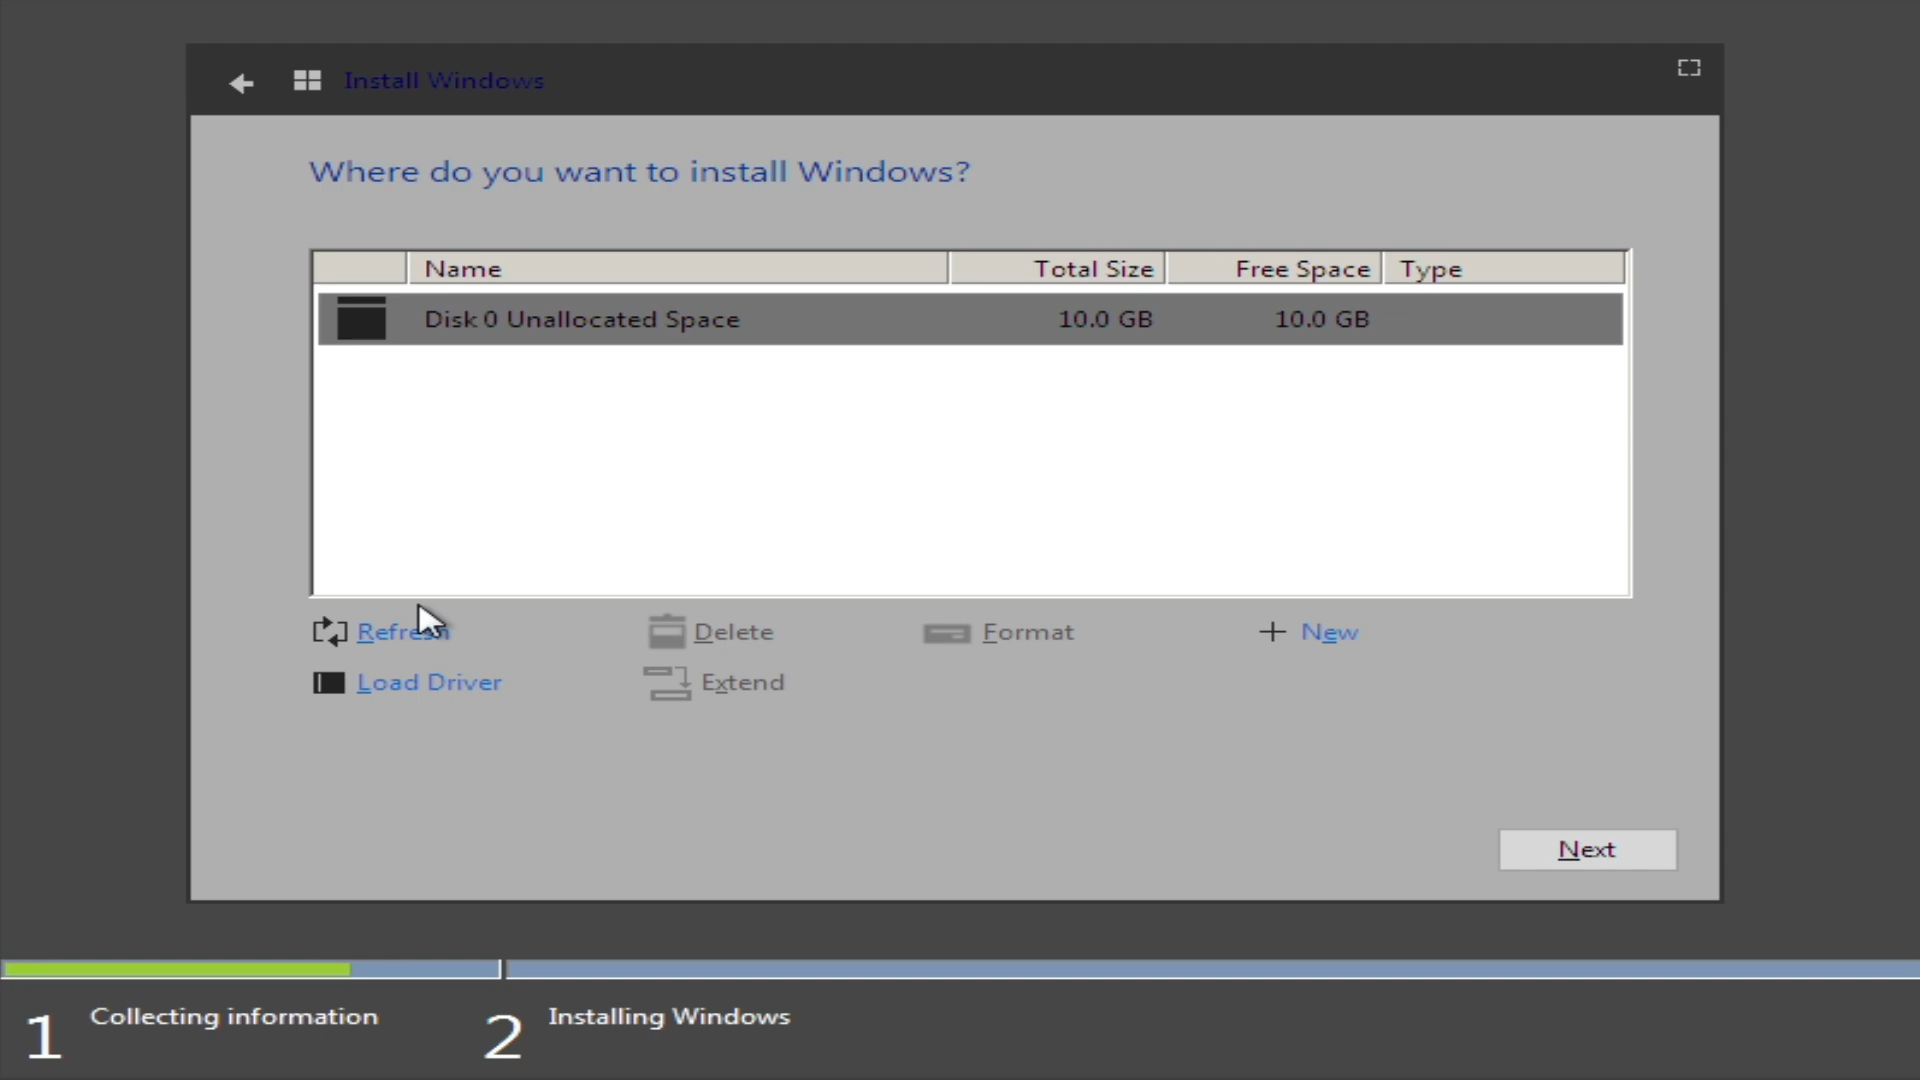 Install Windows
Where do you want to install Windows?
Name Total Size Free Space Type
Disk 0 Unallocated Space 10.0 GB 10.0 GB
Refresh Delete Format New
Load Driver Extend
Next
1 Collecting information 2 Installing Windows